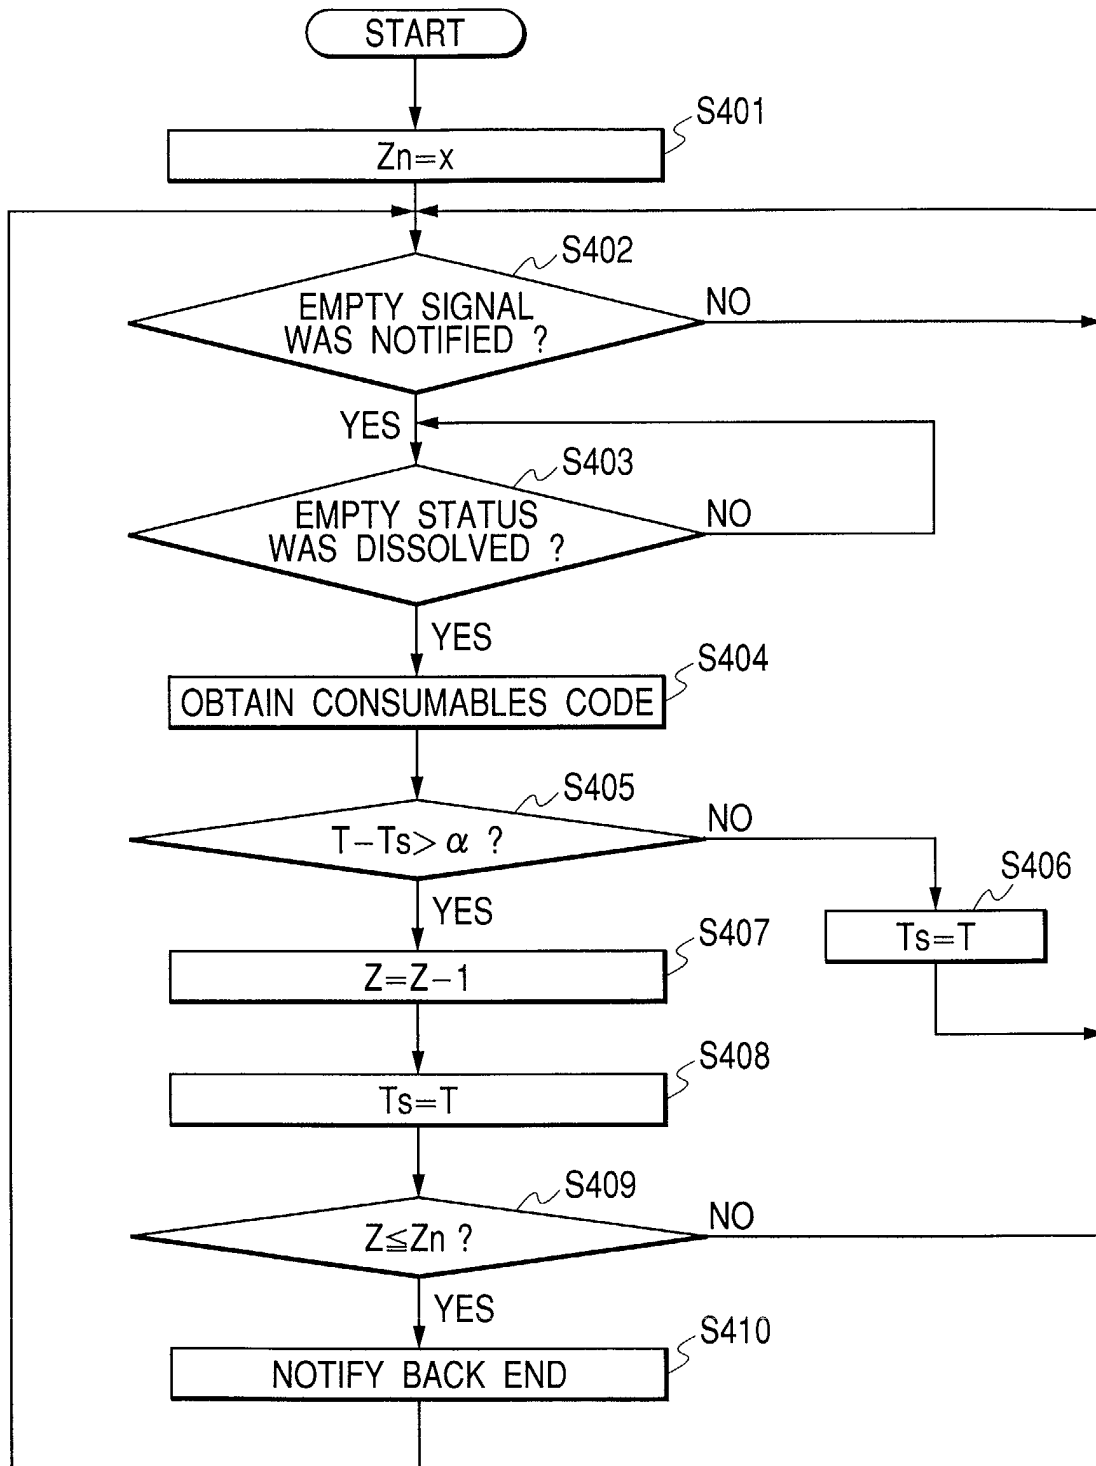 START
S401
Zn=x
S402
EMPTY SIGNAL
WAS NOTIFIED ?
NO
YES
S403
EMPTY STATUS
WAS DISSOLVED ?
NO
YES
S404
OBTAIN CONSUMABLES CODE
S405
T-Ts> α ?
NO
YES
S406
Ts=T
S407
Z=Z-1
S408
Ts=T
S409
Z≦Zn ?
NO
YES
S410
NOTIFY BACK END